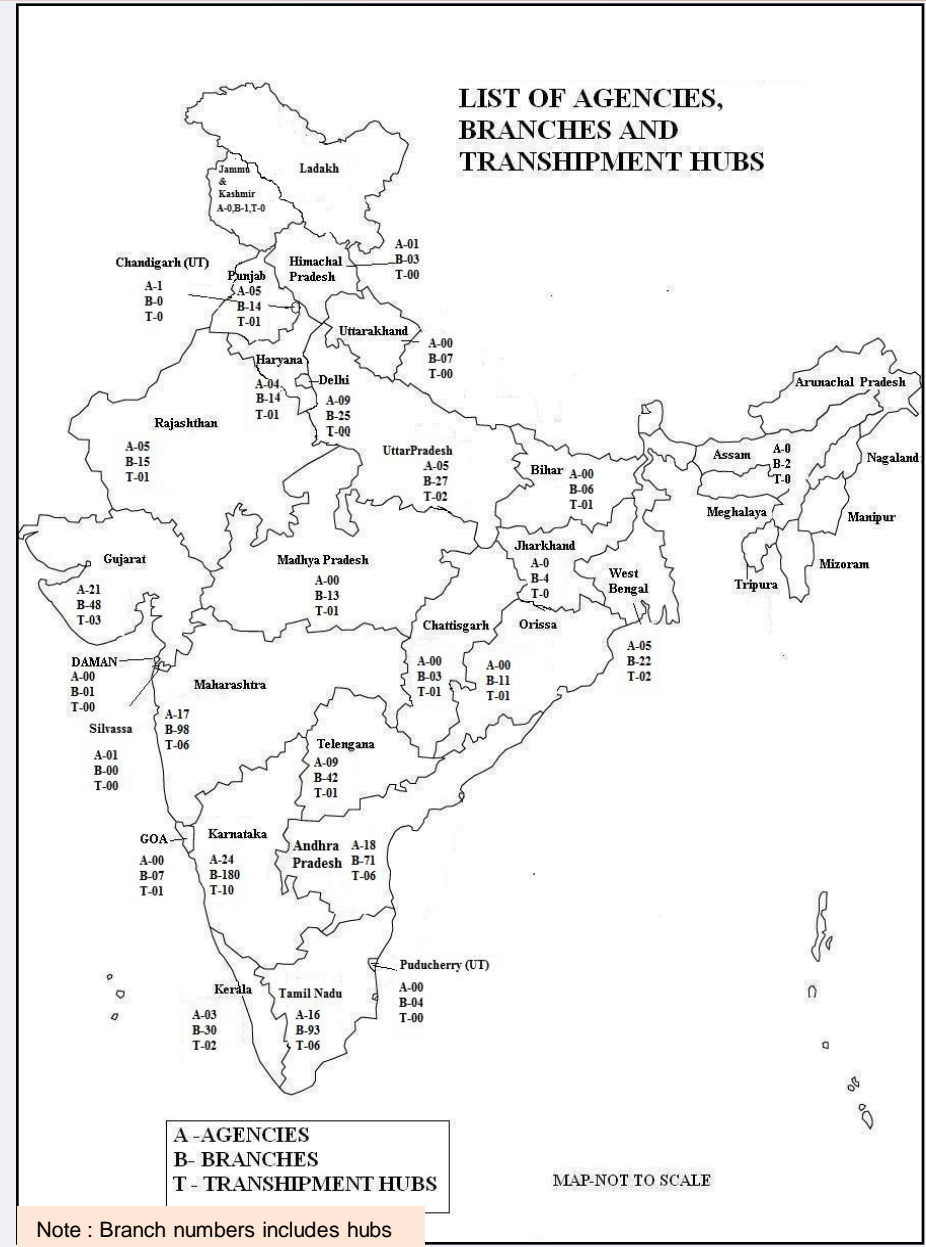 LIST OF AGENCIES,
BRANCHES AND
TRANSHIPMENT HUBS
Ladakh
Jammu
&
Kashmir
A-0,B-1,T-0
Himachal
Pradesh
A-01
B-03
T-00
Chandigarh (UT)
A-1
B-0
T-0
Punjab
A-05
B-14
T-01
Uttarakhand
A-00
B-07
T-00
Haryana
A-04
B-14
T-01
Delhi
A-09
B-25
T-00
Rajashthan
A-05
B-15
T-01
UttarPradesh
A-05
B-27
T-02
Bihar
A-00
B-06
T-01
Arunachal Pradesh
Assam
A-0
B-2
T-0
Nagaland
Meghalaya
Manipur
Mizoram
Tripura
Gujarat
A-21
B-48
T-03
Madhya Pradesh
A-00
B-13
T-01
Jharkhand
A-0
B-4
T-0
West
Bengal
A-05
B-22
T-02
Chattisgarh
A-00
B-03
T-01
Orissa
A-00
B-11
T-01
DAMAN
A-00
B-01
T-00
Silvassa
A-01
B-00
T-00
Maharashtra
A-17
B-98
T-06
Telengana
A-09
B-42
T-01
GOA
A-00
B-07
T-01
Karnataka
A-24
B-180
T-10
Andhra
Pradesh
A-18
B-71
T-06
Puducherry (UT)
A-00
B-04
T-00
Kerala
A-03
B-30
T-02
Tamil Nadu
A-16
B-93
T-06
A -AGENCIES
B- BRANCHES
T - TRANSHIPMENT HUBS
MAP-NOT TO SCALE
Note : Branch numbers includes hubs